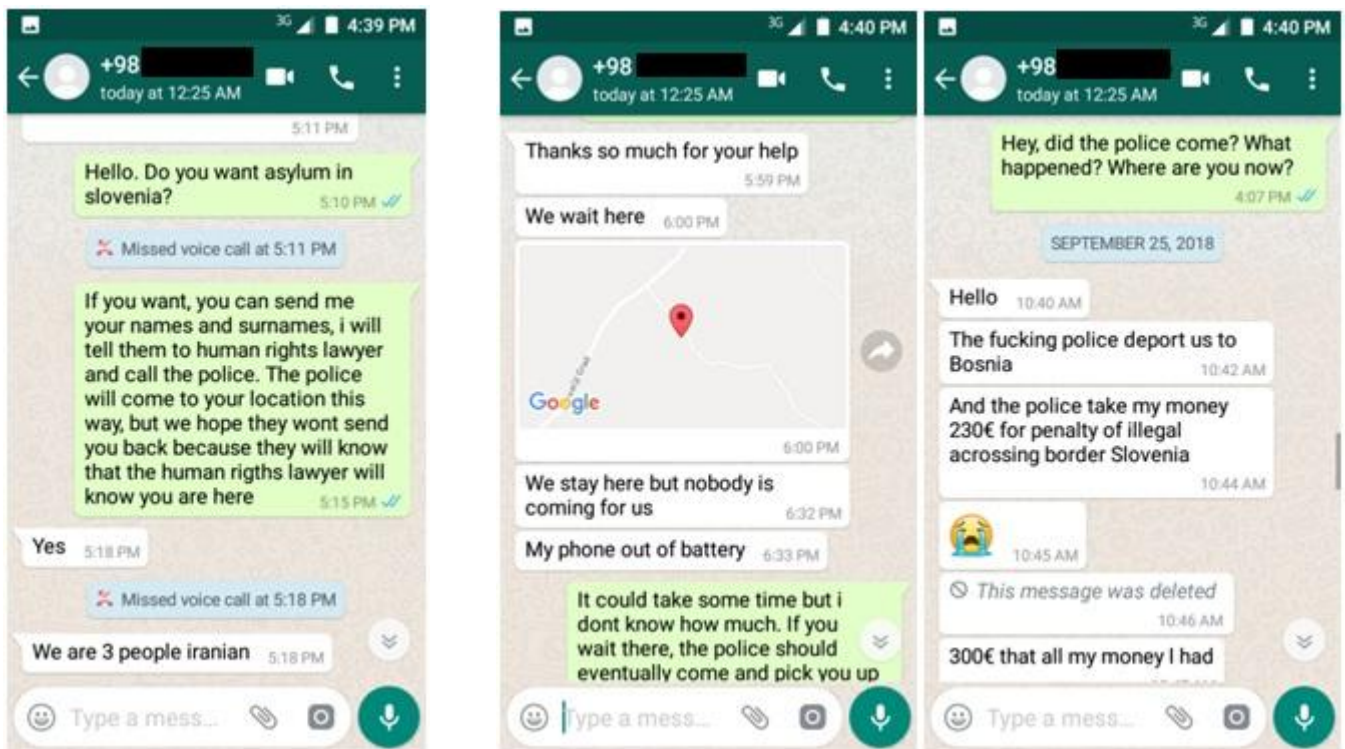 3G 4:39 PM
+98
today at 12:25 AM
5:11 PM
Hello. Do you want asylum in
slovenia?
5:10 PM
Missed voice call at 5:11 PM
If you want, you can send me
your names and surnames, i will
tell them to human rights lawyer
and call the police. The police
will come to your location this
way, but we hope they wont send
you back because they will know
that the human rigths lawyer will
know you are here
5:15 PM
Yes 5:18 PM
Missed voice call at 5:18 PM
We are 3 people iranian 5:18 PM
Type a mess...
3G 4:40 PM
+98
today at 12:25 AM
Thanks so much for your help
5:59 PM
We wait here 6:00 PM
Google
6:00 PM
We stay here but nobody is
coming for us 6:32 PM
My phone out of battery 6:33 PM
It could take some time but i
dont know how much. If you
wait there, the police should
eventually come and pick you up
Type a mess...
3G 4:40 PM
+98
today at 12:25 AM
Hey, did the police come? What
happened? Where are you now?
4:07 PM
SEPTEMBER 25, 2018
Hello 10:40 AM
The fucking police deport us to
Bosnia 10:42 AM
And the police take my money
230€ for penalty of illegal
acrossing border Slovenia
10:44 AM
10:45 AM
This message was deleted
10:46 AM
300€ that all my money I had
Type a mess...